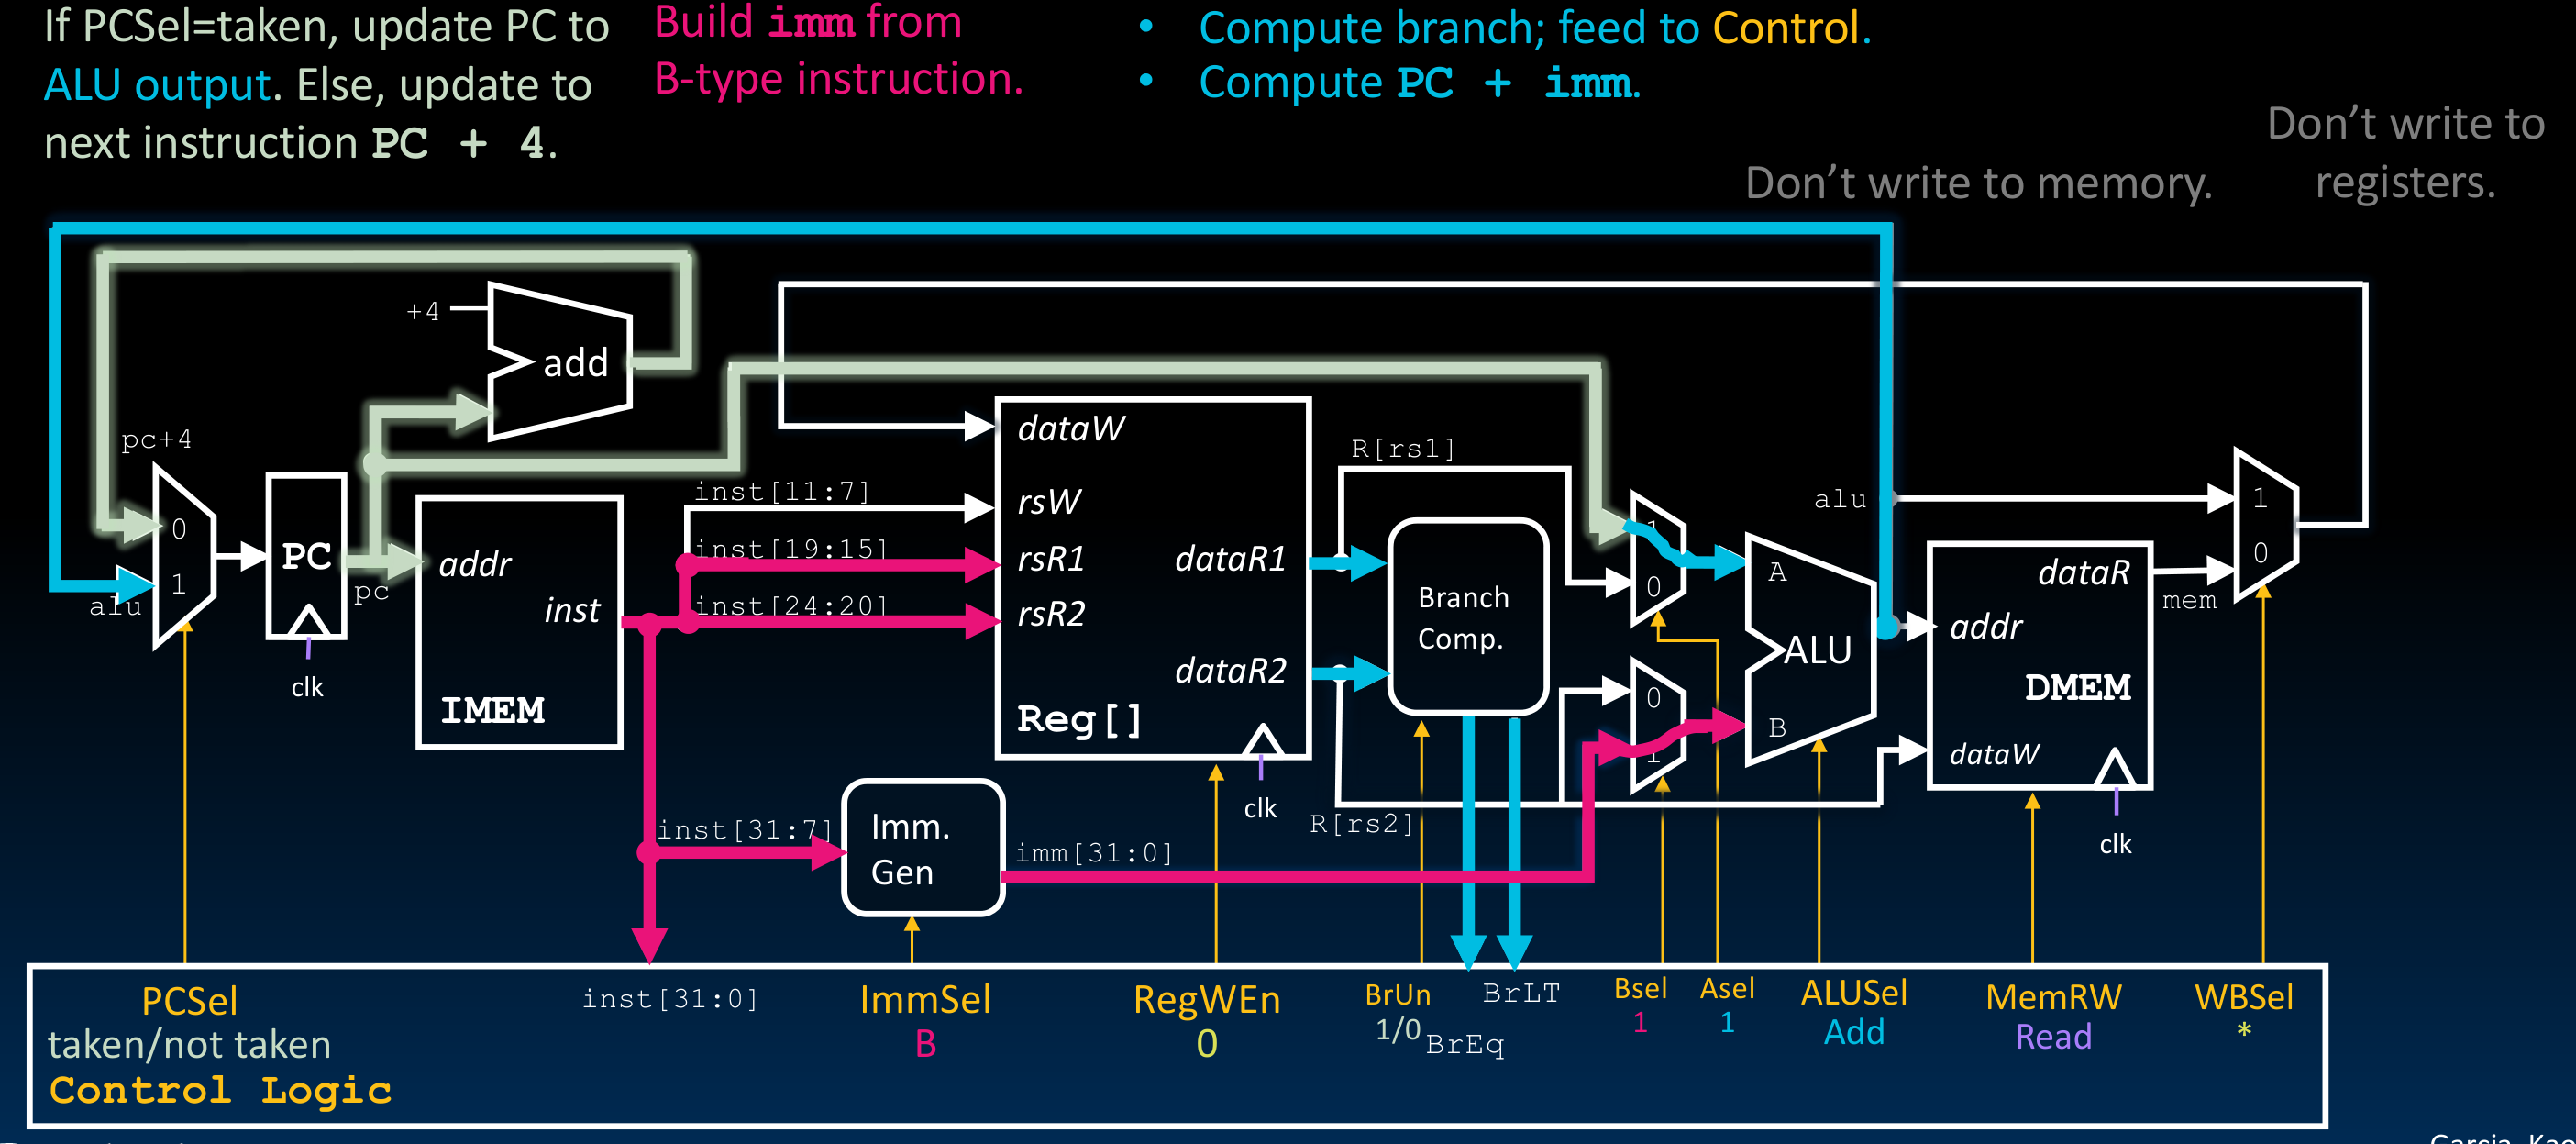 If PCSel=taken, update PC to
ALU output. Else, update to
next instruction PC + 4.
Build imm from
B-type instruction.
• Compute branch; feed to Control.
• Compute PC + imm.
Don't write to memory.
Don't write to
registers.
+4
add
pc+4
0
1
alu
PC
clk
pc
addr
inst
IMEM
inst[11:7]
inst[19:15]
inst[24:20]
inst[31:7]
dataW
rsW
rsR1
rsR2
dataR1
dataR2
Reg[]
clk
Imm.
Gen
imm[31:0]
R[rs1]
R[rs2]
Branch
Comp.
1
0
0
1
A
B
ALU
alu
addr
dataR
DMEM
dataW
clk
mem
1
0
PCSel
taken/not taken
Control Logic
inst[31:0]
ImmSel
B
RegWEn
0
BrUn
1/0
BrEq
BrLT
Bsel
1
Asel
1
ALUSel
Add
MemRW
Read
WBSel
*